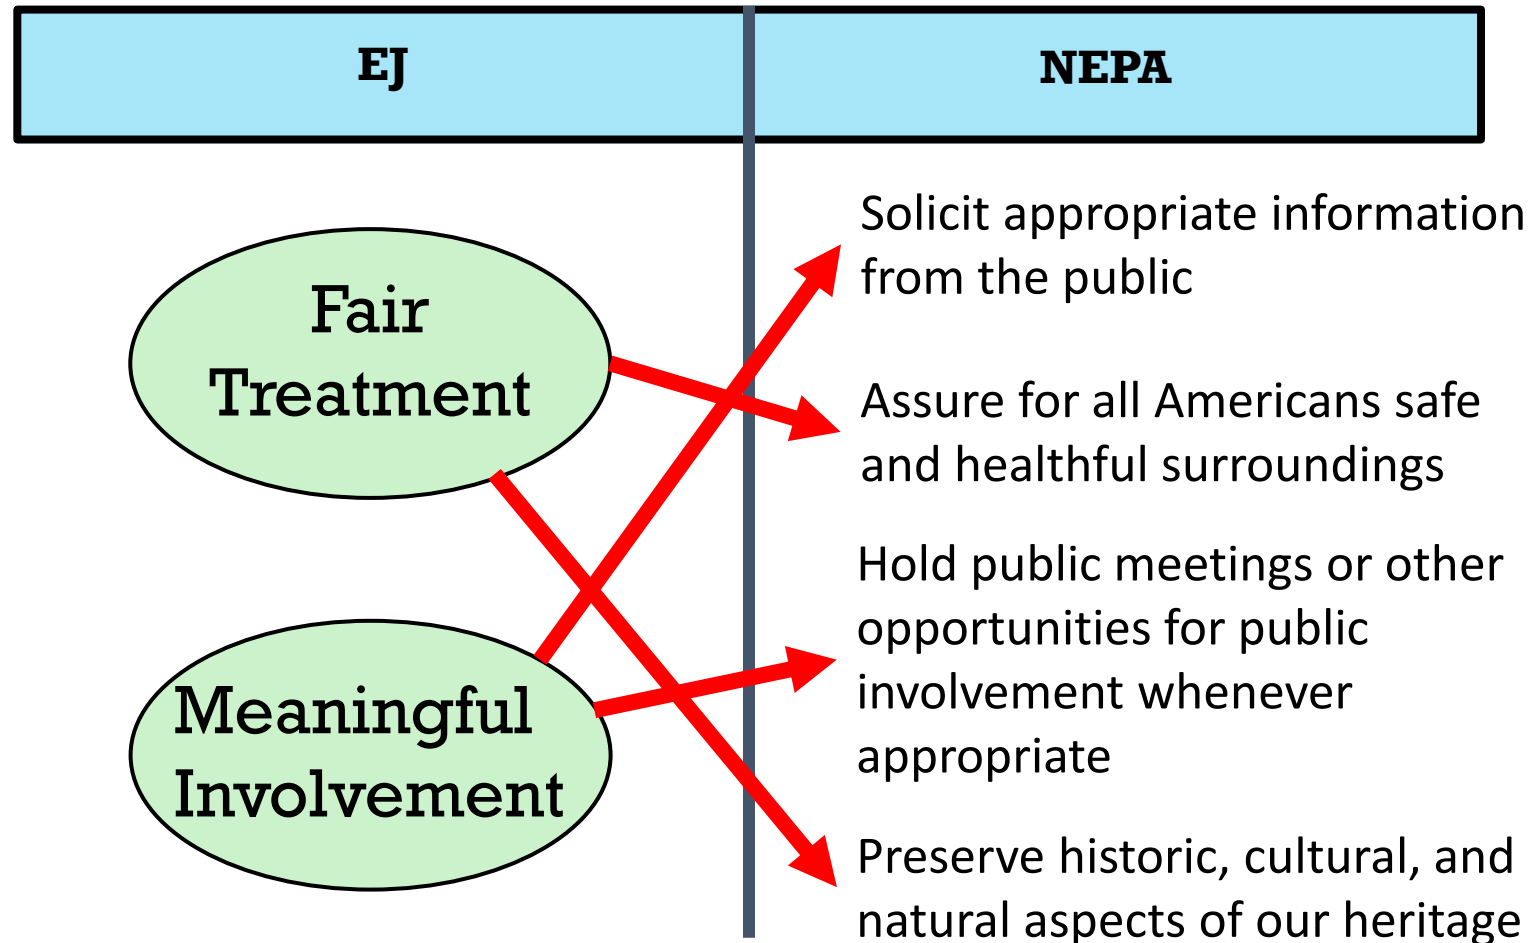 EJ
NEPA
Fair
Treatment
Meaningful
Involvement
Solicit appropriate information
from the public
Assure for all Americans safe
and healthful surroundings
Hold public meetings or other
opportunities for public
involvement whenever
appropriate
Preserve historic, cultural, and
natural aspects of our heritage